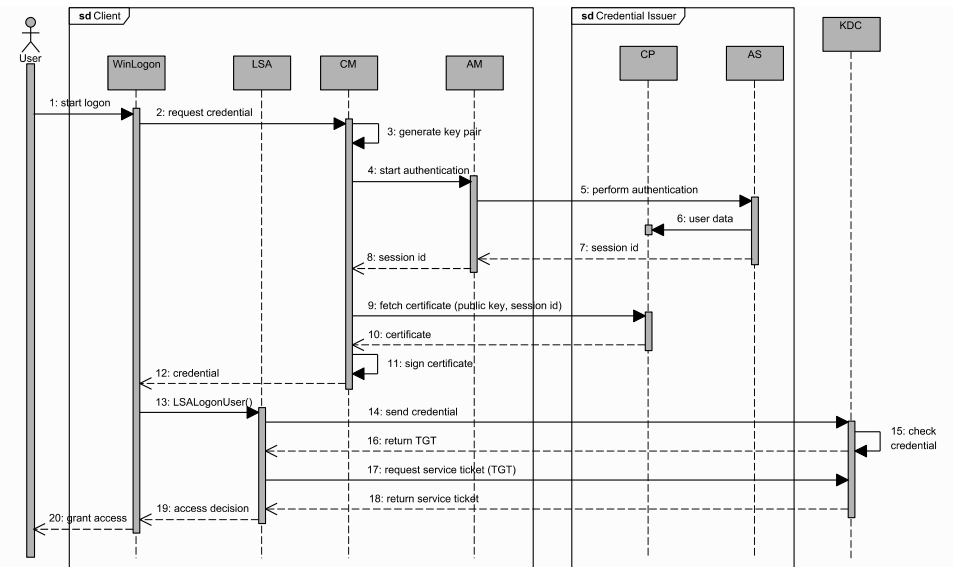 sd Client
sd Credential Issuer
KDC
User
WinLogon
LSA
CM
AM
CP
AS
1: start logon
2: request credential
3: generate key pair
4: start authentication
5: perform authentication
6: user data
7: session id
8: session id
9: fetch certificate (public key, session id)
10: certificate
11: sign certificate
12: credential
13: LSALogonUser()
14: send credential
15: check
credential
16: return TGT
17: request service ticket (TGT)
18: return service ticket
19: access decision
20: grant access